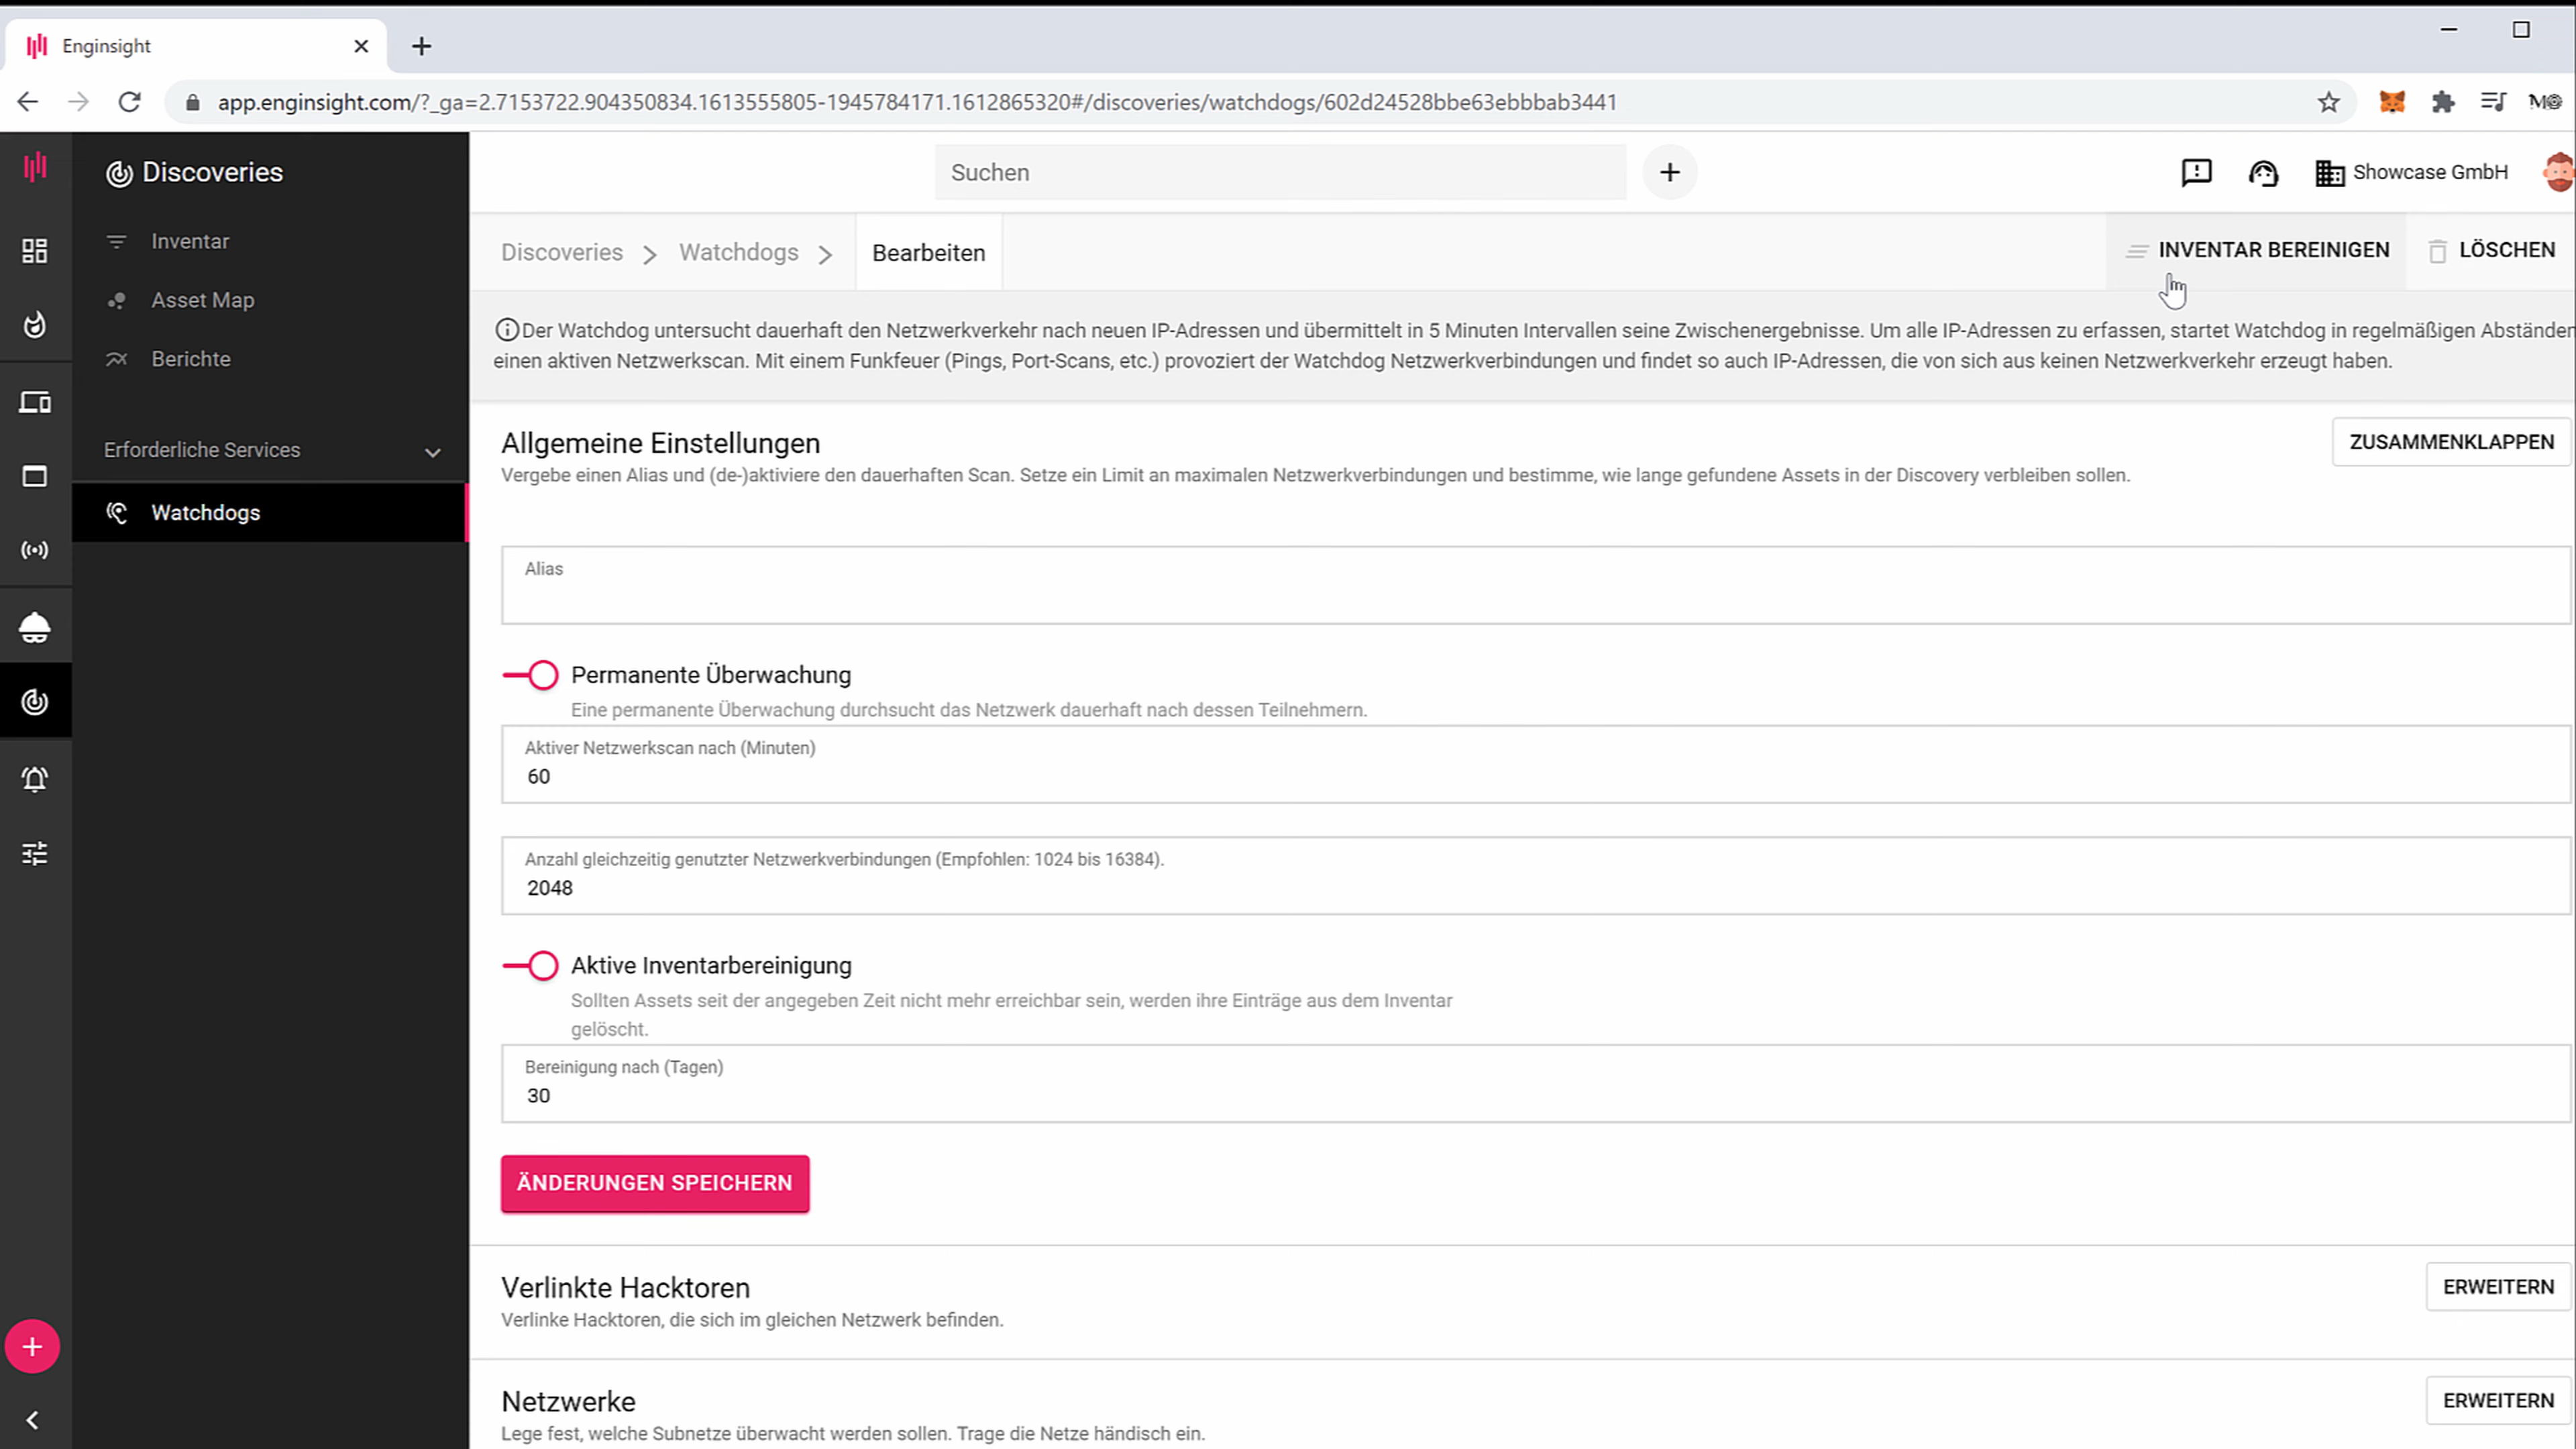 Enginsight
app.enginsight.com/?_ga=2.7153722.904350834.1613555805-1945784171.1612865320#/discoveries/watchdogs/602d24528bbe63ebbbab3441
Discoveries
Suchen
Showcase GmbH
Inventar
Asset Map
Berichte
Erforderliche Services
Watchdogs
Discoveries
Watchdogs
Bearbeiten
INVENTAR BEREINIGEN
LÖSCHEN
Der Watchdog untersucht dauerhaft den Netzwerkverkehr nach neuen IP-Adressen und übermittelt in 5 Minuten Intervallen seine Zwischenergebnisse. Um alle IP-Adressen zu erfassen, startet Watchdog in regelmäßigen Abständen
einen aktiven Netzwerkscan. Mit einem Funkfeuer (Pings, Port-Scans, etc.) provoziert der Watchdog Netzwerkverbindungen und findet so auch IP-Adressen, die von sich aus keinen Netzwerkverkehr erzeugt haben.
Allgemeine Einstellungen
ZUSAMMENKLAPPEN
Vergebe einen Alias und (de-)aktiviere den dauerhaften Scan. Setze ein Limit an maximalen Netzwerkverbindungen und bestimme, wie lange gefundene Assets in der Discovery verbleiben sollen.
Alias
Permanente Überwachung
Eine permanente Überwachung durchsucht das Netzwerk dauerhaft nach dessen Teilnehmern.
Aktiver Netzwerkscan nach (Minuten)
60
Anzahl gleichzeitig genutzter Netzwerkverbindungen (Empfohlen: 1024 bis 16384).
2048
Aktive Inventarbereinigung
Sollten Assets seit der angegeben Zeit nicht mehr erreichbar sein, werden ihre Einträge aus dem Inventar
gelöscht.
Bereinigung nach (Tagen)
30
ÄNDERUNGEN SPEICHERN
Verlinkte Hacktoren
ERWEITERN
Verlinke Hacktoren, die sich im gleichen Netzwerk befinden.
Netzwerke
ERWEITERN
Lege fest, welche Subnetze überwacht werden sollen. Trage die Netze händisch ein.